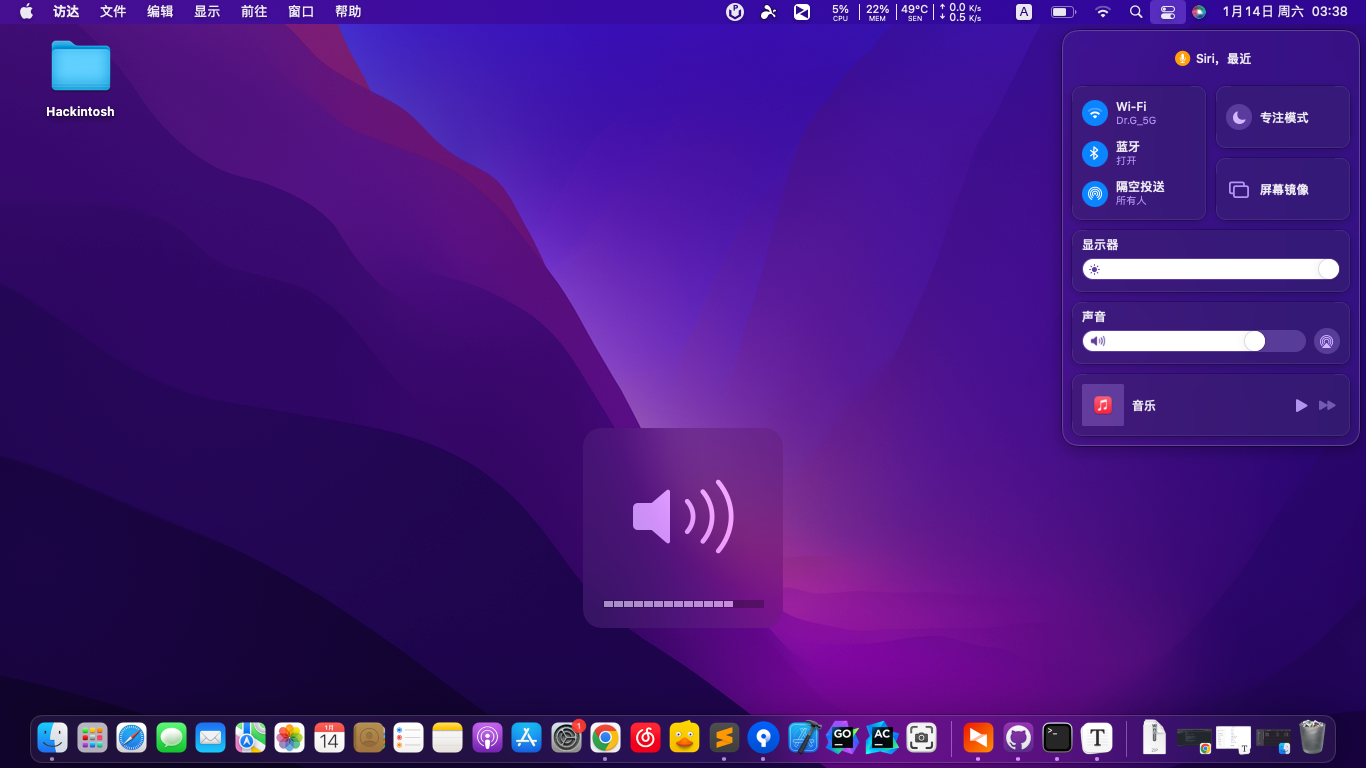 访达 文件 编辑 显示 前往 窗口 帮助
5% CPU
22% MEM
49°C SEN
↑ 0.0 K/s
↓ 0.5 K/s
A
1月14日 周六 03:38
Hackintosh
Siri，最近
Wi-Fi
Dr.G_5G
蓝牙
打开
隔空投送
所有人
专注模式
屏幕镜像
显示器
声音
音乐
1月
14
1
GO
AC
>_
T
ZIP
T